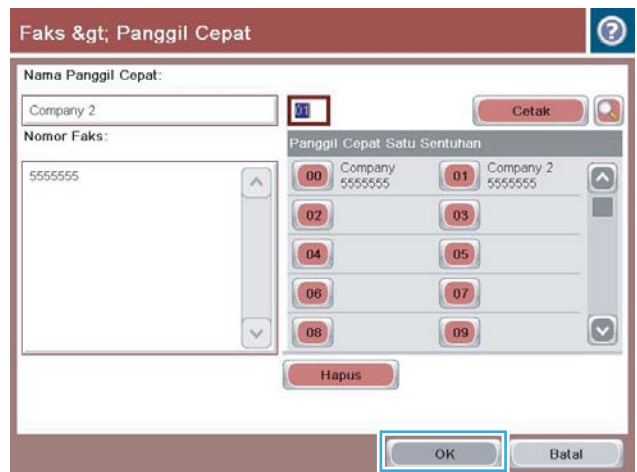 Faks &gt; Panggil Cepat
?
Nama Panggil Cepat:
Company 2
01
Cetak
Nomor Faks:
Panggil Cepat Satu Sentuhan
5555555
00 Company 5555555
01 Company 2 5555555
02
03
04
05
06
07
08
09
Hapus
OK
Batal